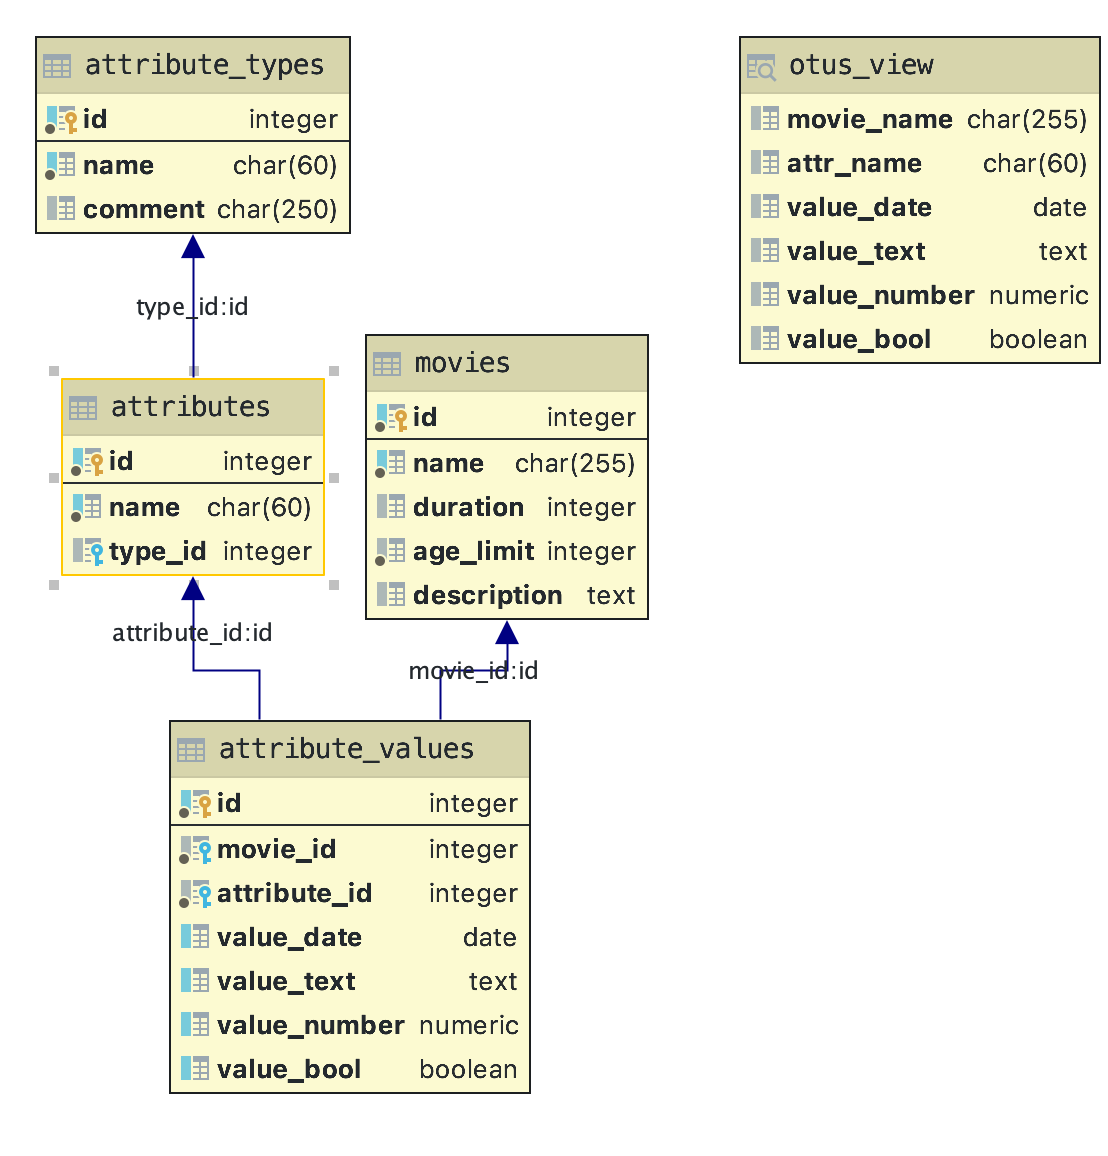 attribute_types
id integer
name char(60)
comment char(250)
type_id:id
attributes
id integer
name char(60)
type_id integer
attribute_id:id
movies
id integer
name char(255)
duration integer
age_limit integer
description text
movie_id:id
attribute_values
id integer
movie_id integer
attribute_id integer
value_date date
value_text text
value_number numeric
value_bool boolean
otus_view
movie_name char(255)
attr_name char(60)
value_date date
value_text text
value_number numeric
value_bool boolean